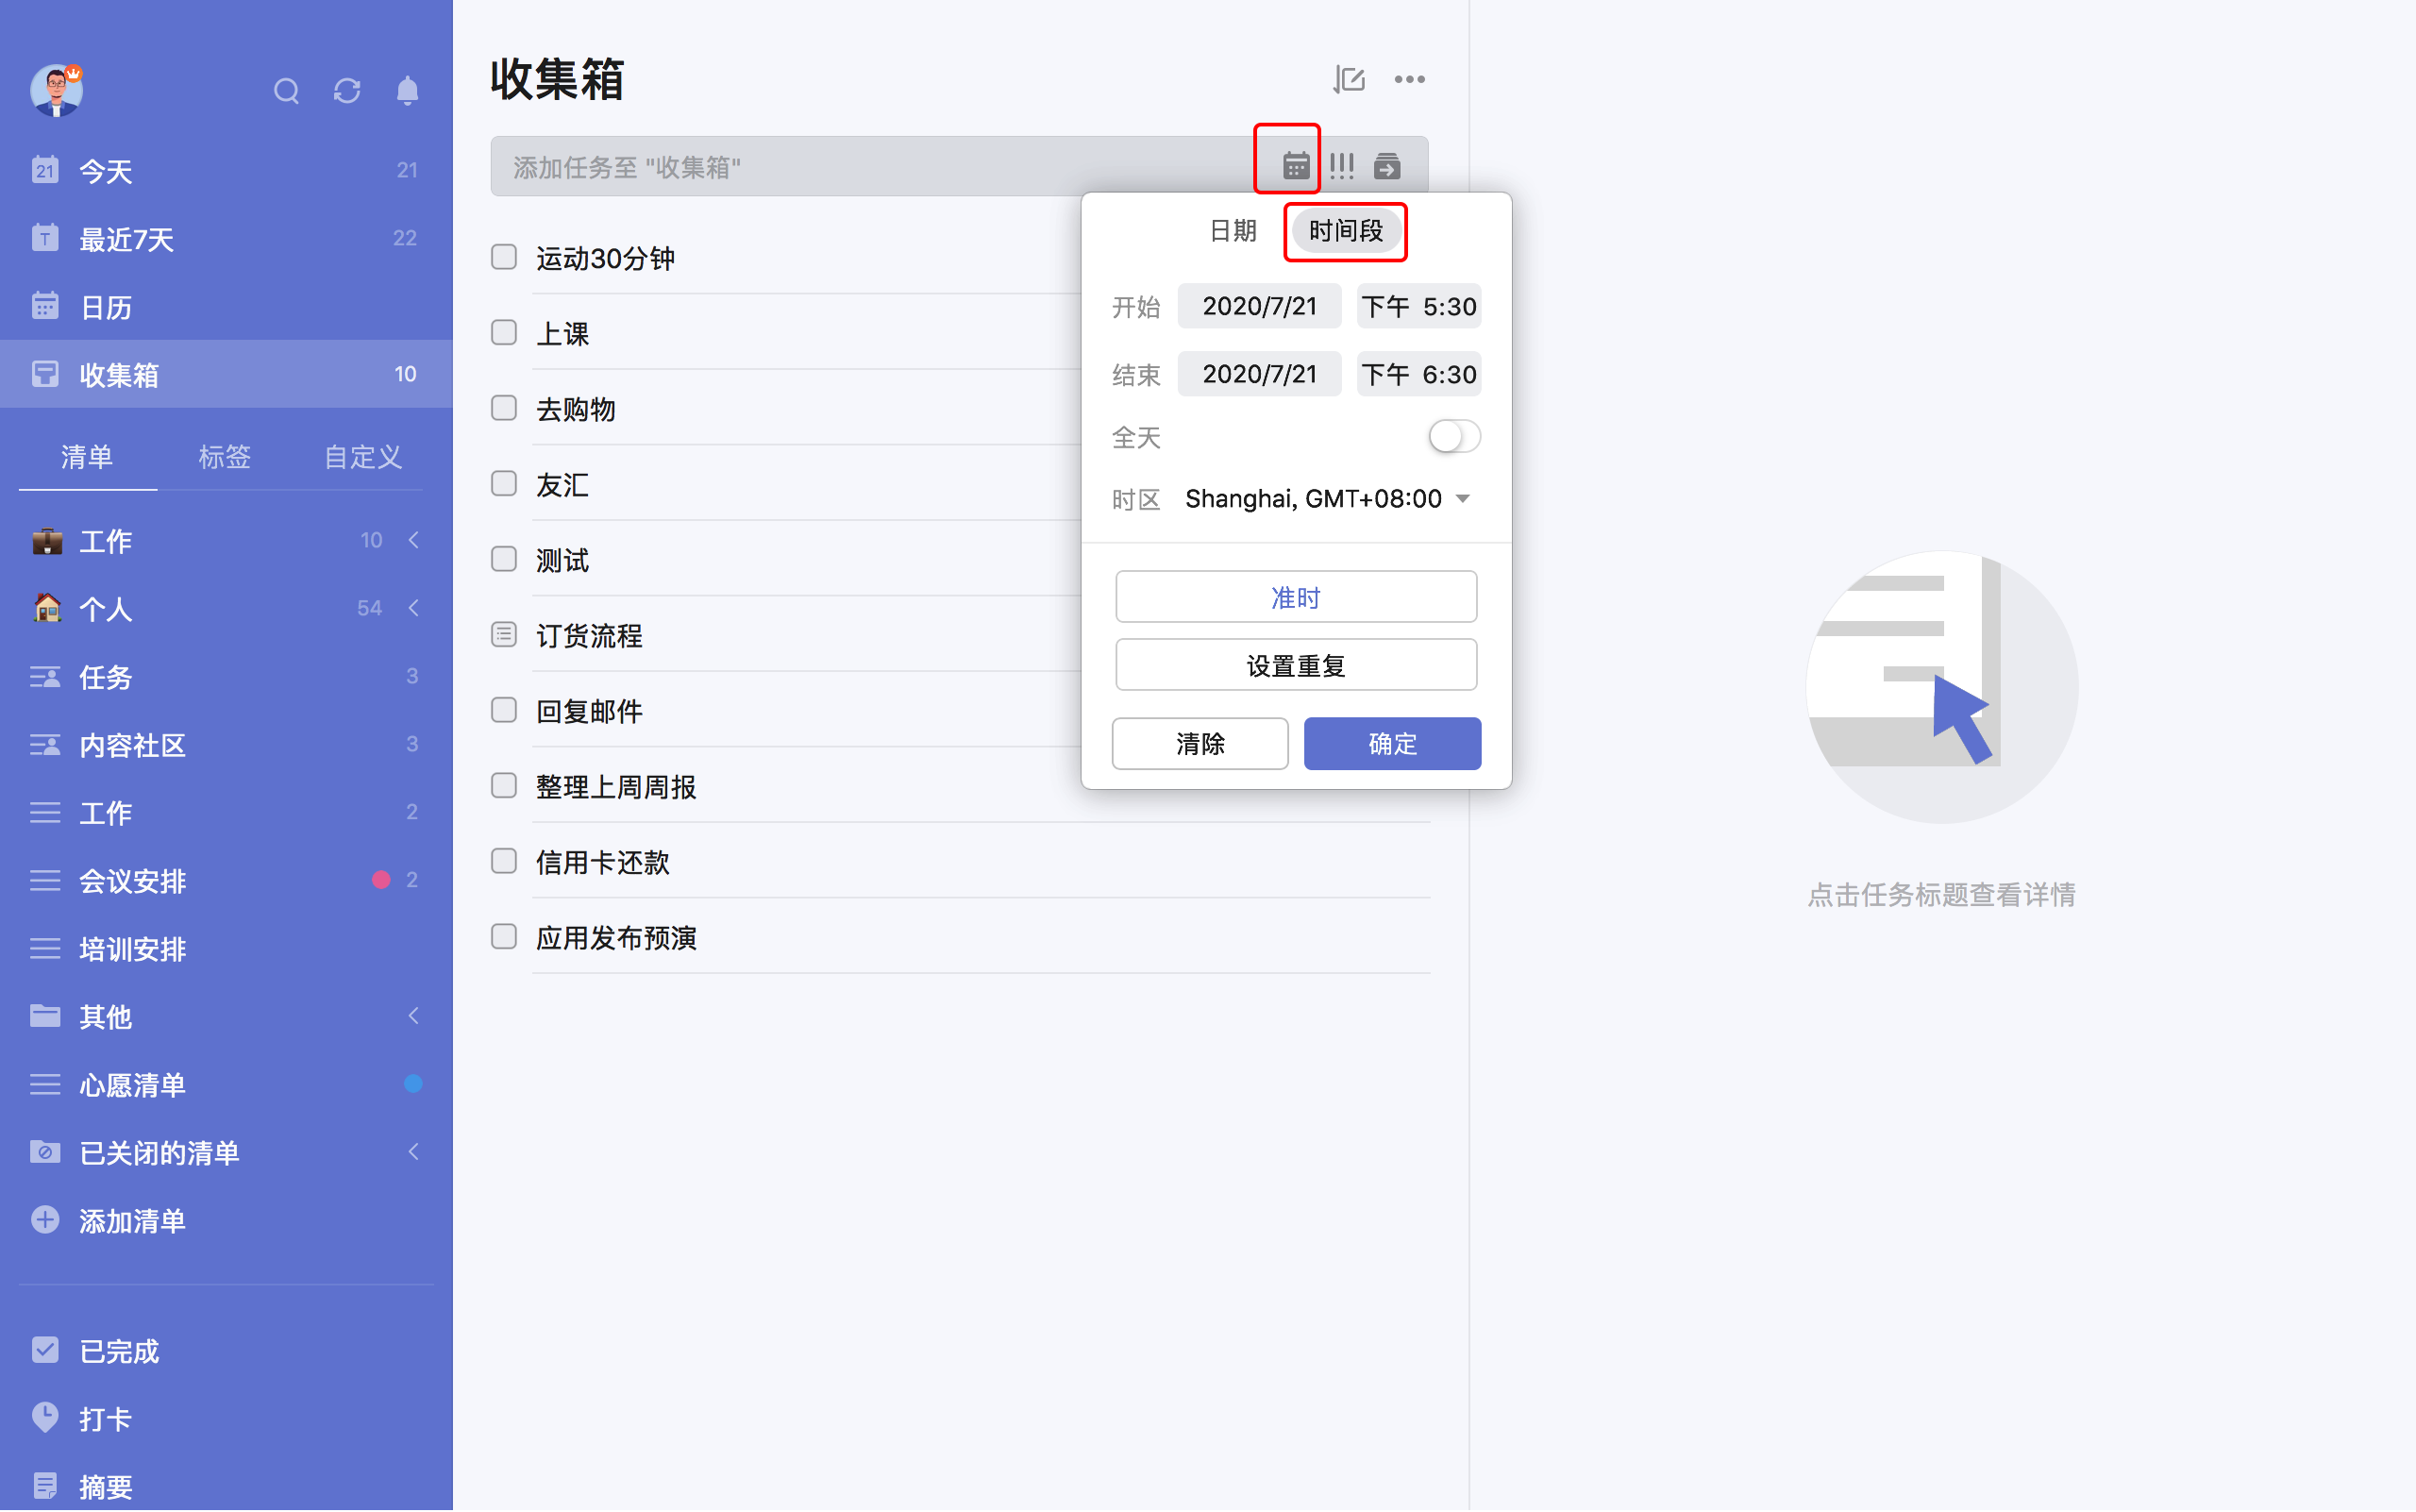 21 今天 21
T 最近7天 22
日历
收集箱 10
清单 标签 自定义
工作 10
个人 54
任务 3
内容社区 3
工作 2
会议安排 2
培训安排
其他
心愿清单
已关闭的清单
添加清单
已完成
打卡
摘要
收集箱
添加任务至 "收集箱"
运动30分钟
上课
去购物
友汇
测试
订货流程
回复邮件
整理上周周报
信用卡还款
应用发布预演
日期 时间段
开始 2020/7/21 下午 5:30
结束 2020/7/21 下午 6:30
全天
时区 Shanghai, GMT+08:00
准时
设置重复
清除 确定
点击任务标题查看详情